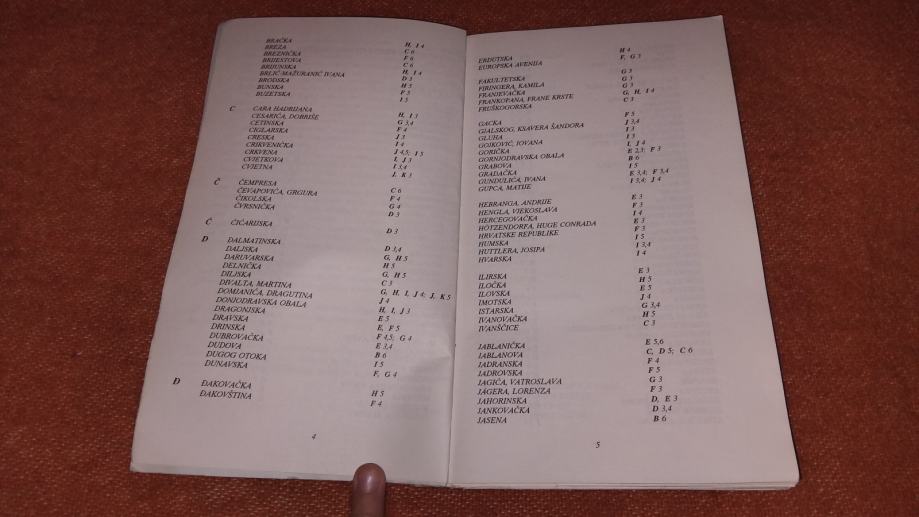 BRAČKA H, I 4
BREZA C 6
BREZNIČKA F 6
BRIJESTOVA C 6
BRIJUNSKA H, I 4
BRLIĆ-MAŽURANIĆ IVANA D 3
BRODSKA H 5
BUNSKA F 5
BUZETSKA I 5
C CARA HADRIJANA H, I 3
CESARIĆA, DOBRIŠE G 3,4
CETINSKA F 4
CIGLARSKA J 3
CRESKA I 4
CRIKVENIČKA J 4,5; I 5
CRKVENA I, J 3
CVJETKOVA I 3,4
CVJETNA J, K 3
Č ČEMPRESA C 6
ČEVAPOVIĆA, GRGURA F 4
ČIKOLSKA G 4
ČVRSNIČKA D 3
Ć ĆIĆARIJSKA D 3
D DALMATINSKA D 3,4
DALJSKA G, H 5
DARUVARSKA H 5
DELNIČKA G, H 5
DILJSKA C 3
DIVALTA, MARTINA G, H, I, J 4; J, K 5
DOMJANIĆA, DRAGUTINA J 4
DONJODRAVSKA OBALA H, I, J 3
DRAGONJSKA E 5
DRAVSKA E, F 5
DRINSKA F 4,5; G 4
DUBROVAČKA E 3,4
DUDOVA B 6
DUGOG OTOKA I 5
DUNAVSKA F, G 4
Đ ĐAKOVAČKA H 5
ĐAKOVŠTINA F 4
4
ERDUTSKA H 4
EUROPSKA AVENIJA F, G 3
FAKULTETSKA G 3
FIRINGERA, KAMILA G 3
FRANJEVAČKA G 3
FRANKOPANA, FRANE KRSTE G, H, I 4
FRUŠKOGORSKA C 3
GACKA F 5
GJALSKOG, KSAVERA ŠANDORA J 3,4
GLUHA I 3
GOJKOVIĆ, JOVANA I 5
GORIČKA I, J 4
GORNJODRAVSKA OBALA E 2,3; F 3
GRABOVA B 6
GRADAČKA I 5
GUNDULIĆA, IVANA E 3,4; F 3,4
GUPCA, MATIJE I 3,4; J 4
HEBRANGA, ANDRIJE E 3
HENGLA, VJEKOSLAVA F 3
HERCEGOVAČKA I 4
HÖTZENDORFA, HUGE CONRADA E 3
HRVATSKE REPUBLIKE F 3
HUMSKA I 5
HUTTLERA, JOSIPA I 3,4
HVARSKA I 4
ILIRSKA E 3
ILOČKA H 5
ILOVSKA E 5
IMOTSKA J 4
ISTARSKA G 3,4
IVANOVAČKA H 5
IVANŠČICE C 3
JABLANIČKA E 5,6
JABLANOVA C, D 5; C 6
JADRANSKA F 4
JADROVSKA F 5
JAGIĆA, VATROSLAVA G 3
JÄGERA, LORENZA F 3
JAHORINSKA D, E 3
JANKOVAČKA D 3,4
JASENA B 6
5